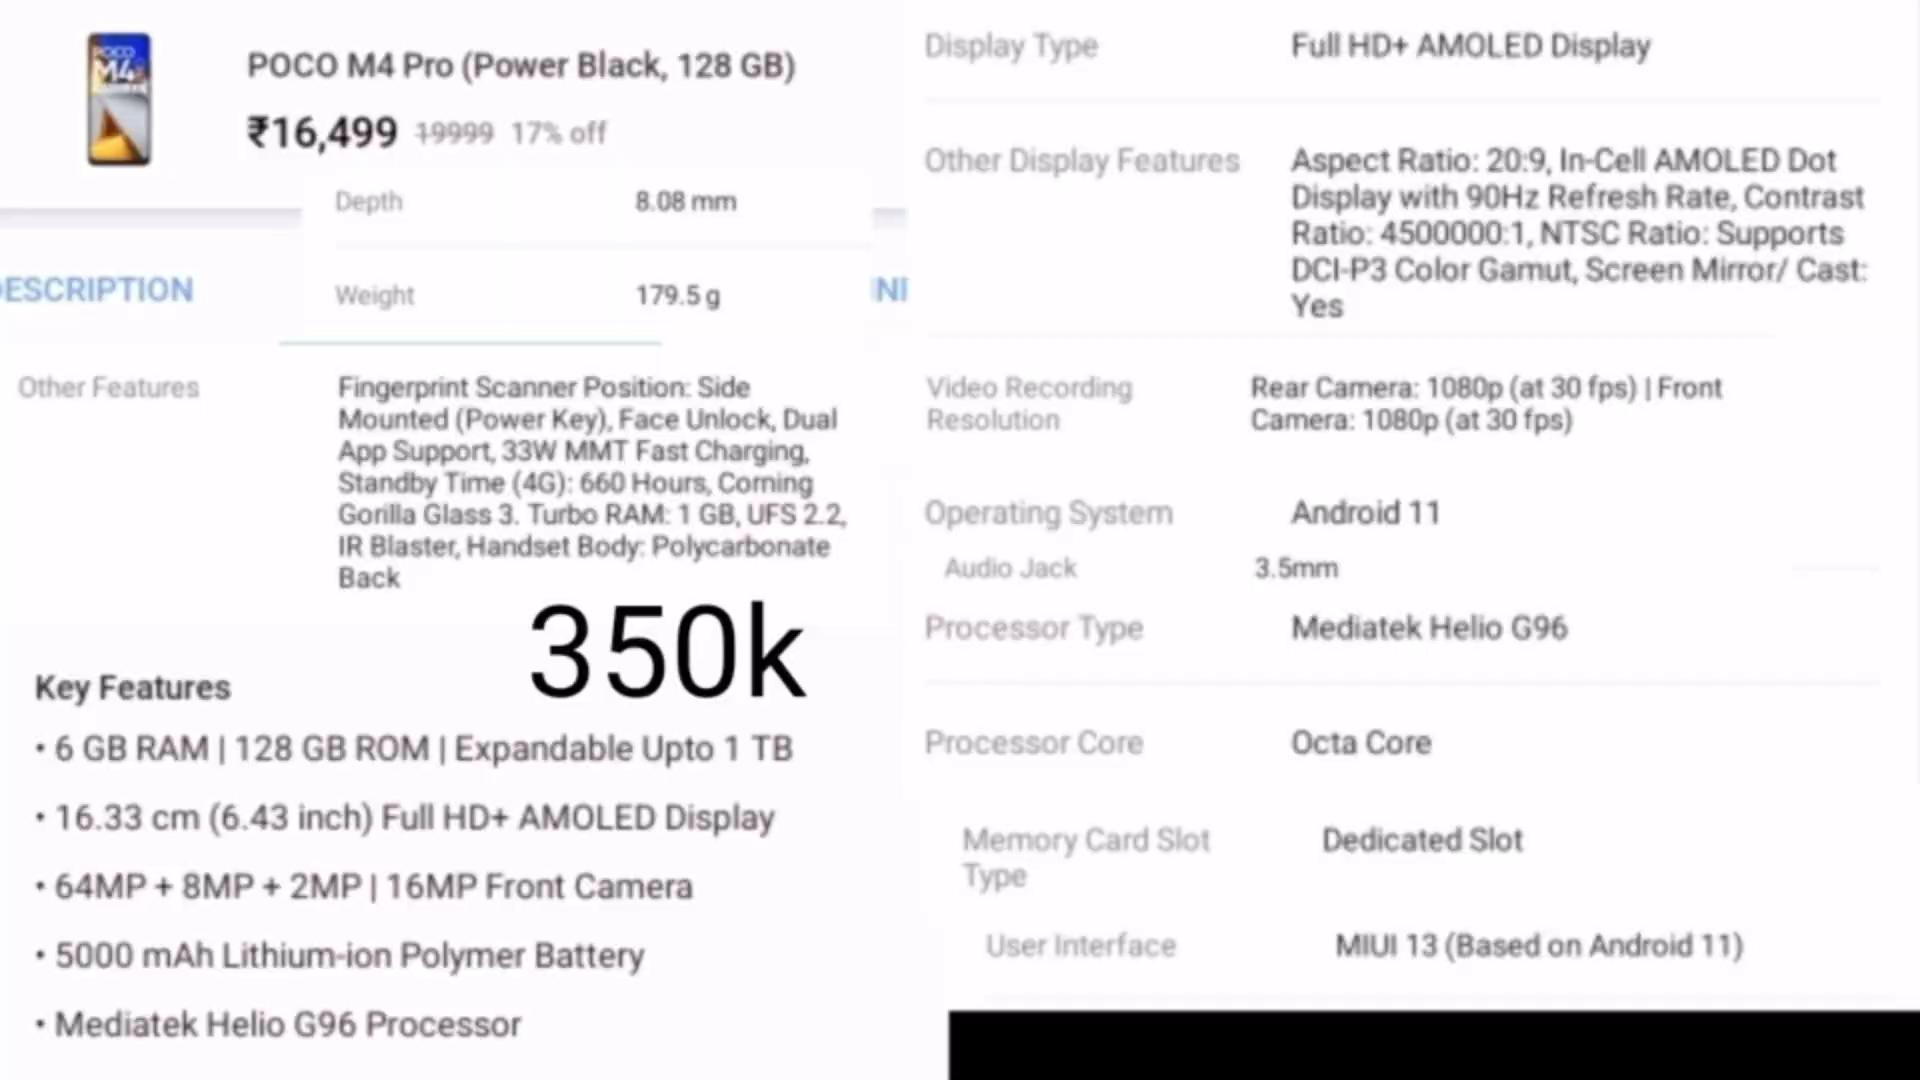 POCO M4 Pro (Power Black, 128 GB)
₹16,499 19999 17% off
Depth 8.08 mm
Weight 179.5 g
ESCRIPTION
Other Features Fingerprint Scanner Position: Side
Mounted (Power Key), Face Unlock, Dual
App Support, 33W MMT Fast Charging,
Standby Time (4G): 660 Hours, Corning
Gorilla Glass 3. Turbo RAM: 1 GB, UFS 2.2,
IR Blaster, Handset Body: Polycarbonate
Back
350k
Key Features
• 6 GB RAM | 128 GB ROM | Expandable Upto 1 TB
• 16.33 cm (6.43 inch) Full HD+ AMOLED Display
• 64MP + 8MP + 2MP | 16MP Front Camera
• 5000 mAh Lithium-ion Polymer Battery
• Mediatek Helio G96 Processor
Display Type Full HD+ AMOLED Display
Other Display Features Aspect Ratio: 20:9, In-Cell AMOLED Dot
Display with 90Hz Refresh Rate, Contrast
Ratio: 4500000:1, NTSC Ratio: Supports
DCI-P3 Color Gamut, Screen Mirror/ Cast:
Yes
Video Recording Rear Camera: 1080p (at 30 fps) | Front
Resolution Camera: 1080p (at 30 fps)
Operating System Android 11
Audio Jack 3.5mm
Processor Type Mediatek Helio G96
Processor Core Octa Core
Memory Card Slot Dedicated Slot
Type
User Interface MIUI 13 (Based on Android 11)